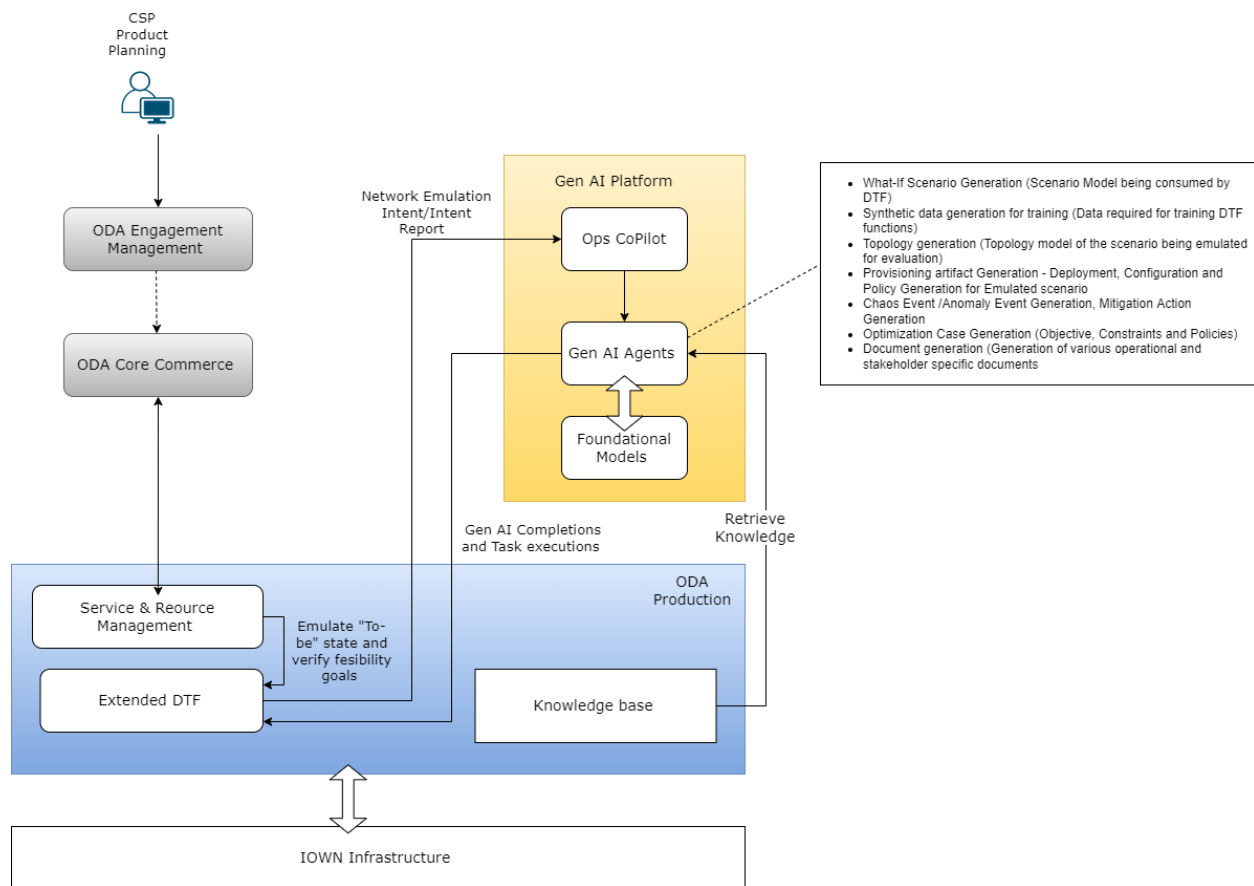 CSP
Product
Planning
ODA Engagement
Management
ODA Core Commerce
Network Emulation
Intent/Intent
Report
Gen AI Platform
Ops CoPilot
Gen AI Agents
Foundational
Models
What-If Scenario Generation (Scenario Model being consumed by
DTF)
Synthetic data generation for training (Data required for training DTF
functions)
Topology generation (Topology model of the scenario being emulated
for evaluation)
Provisioning artifact Generation - Deployment, Configuration and
Policy Generation for Emulated scenario
Chaos Event /Anomaly Event Generation, Mitigation Action
Generation
Optimization Case Generation (Objective, Constraints and Policies)
Document generation (Generation of various operational and
stakeholder specific documents
Gen AI Completions
and Task executions
Retrieve
Knowledge
ODA
Production
Service & Reource
Management
Emulate "To-
be" state and
verify fesibility
goals
Extended DTF
Knowledge base
IOWN Infrastructure